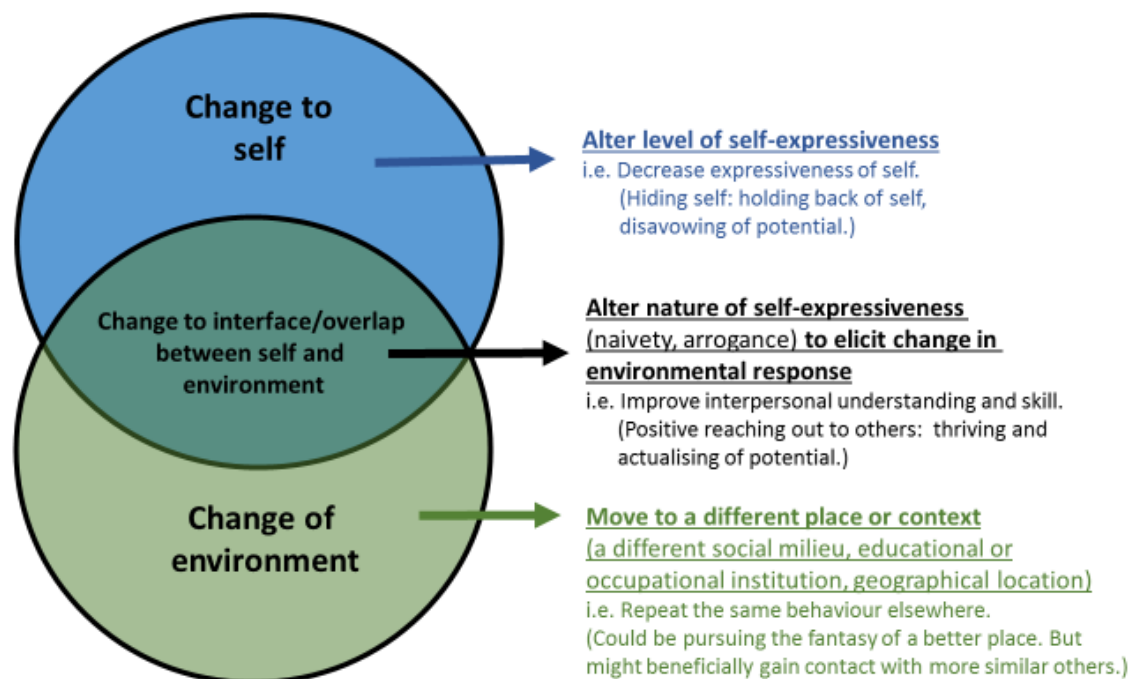 Change to
self
Alter level of self-expressiveness
i.e. Decrease expressiveness of self.
(Hiding self: holding back of self,
disavowing of potential.)
Change to interface/overlap
between self and
environment
Alter nature of self-expressiveness
(naivety, arrogance) to elicit change in
environmental response
i.e. Improve interpersonal understanding and skill.
(Positive reaching out to others:  thriving and
actualising of potential.)
Change of
environment
Move to a different place or context
(a different social milieu, educational or
occupational institution, geographical location)
i.e. Repeat the same behaviour elsewhere.
(Could be pursuing the fantasy of a better place. But
might beneficially gain contact with more similar others.)